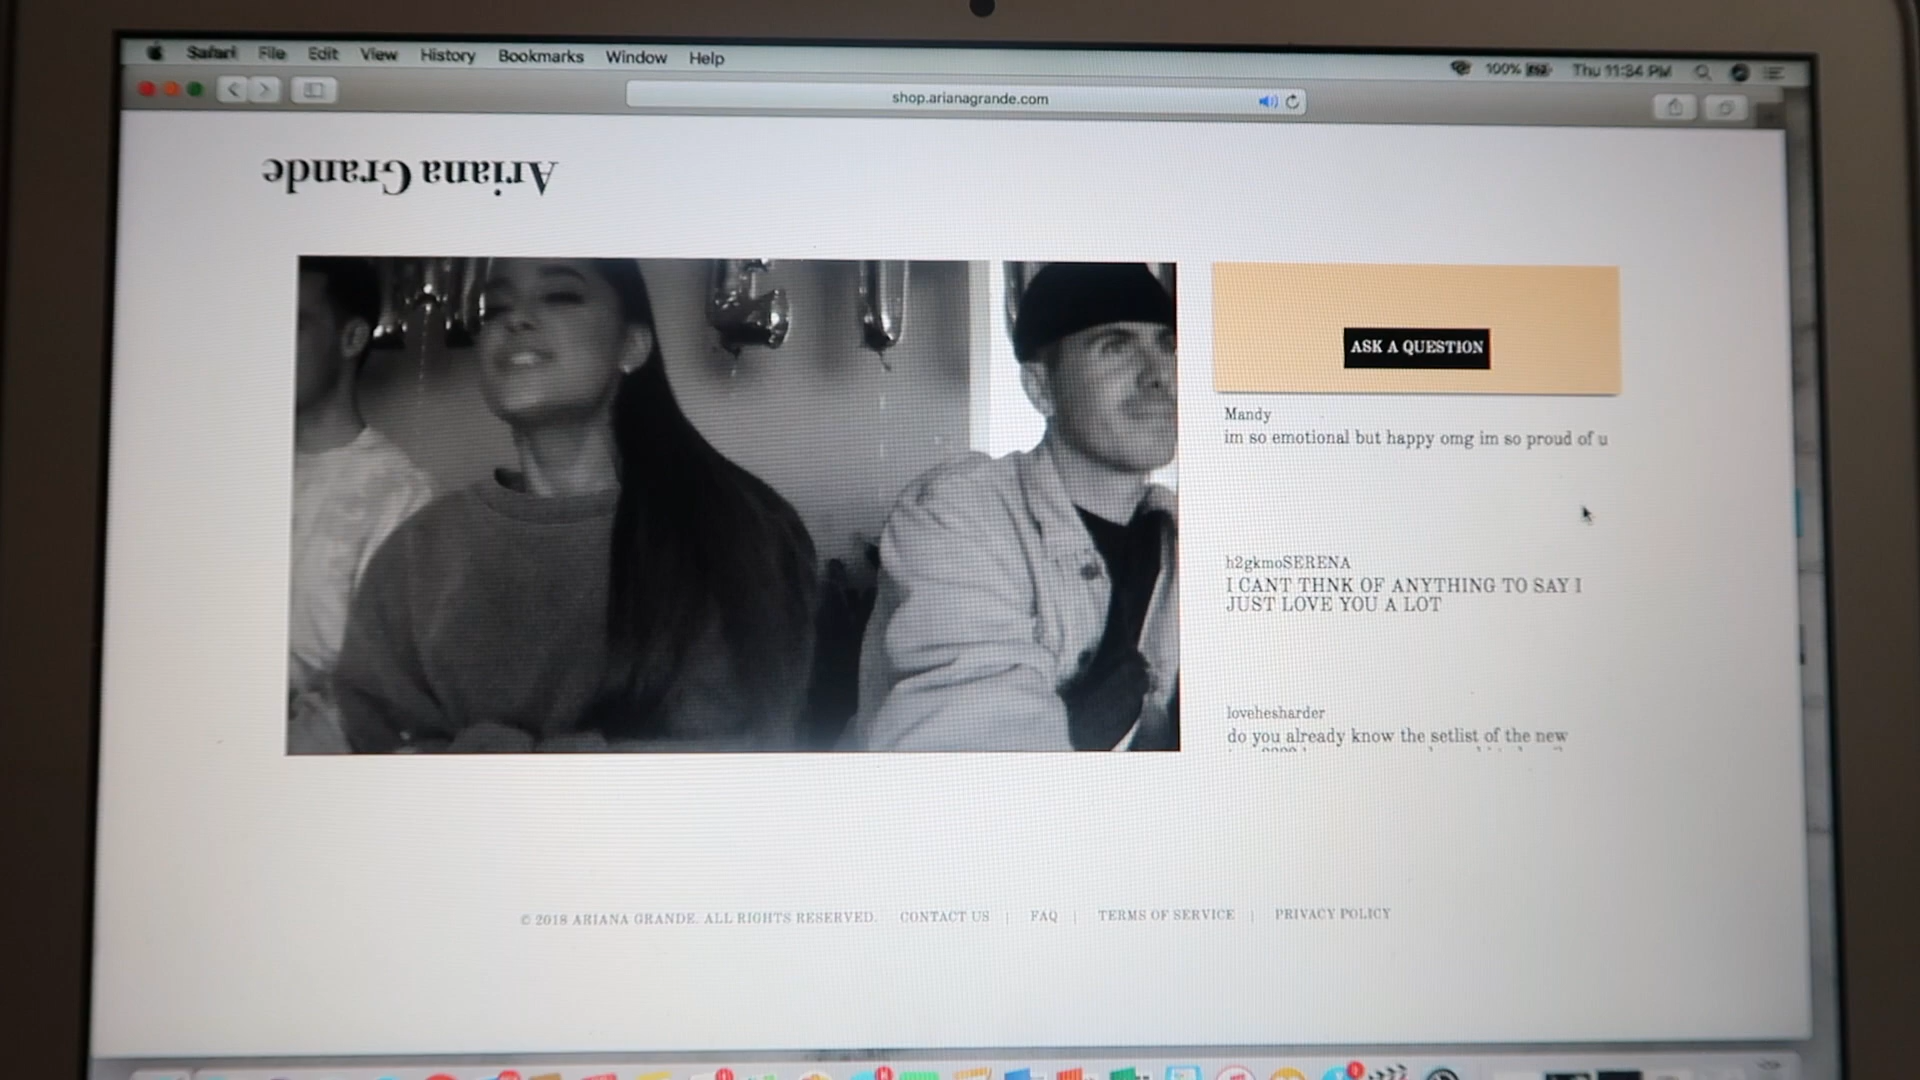 Safari File Edit View History Bookmarks Window Help
100% Thu 11:34 PM
shop.arianagrande.com
Ariana Grande
ASK A QUESTION
Mandy
im so emotional but happy omg im so proud of u
h2gkmoSERENA
I CANT THNK OF ANYTHING TO SAY I
JUST LOVE YOU A LOT
lovehesharder
do you already know the setlist of the new
© 2018 ARIANA GRANDE. ALL RIGHTS RESERVED. CONTACT US | FAQ | TERMS OF SERVICE | PRIVACY POLICY